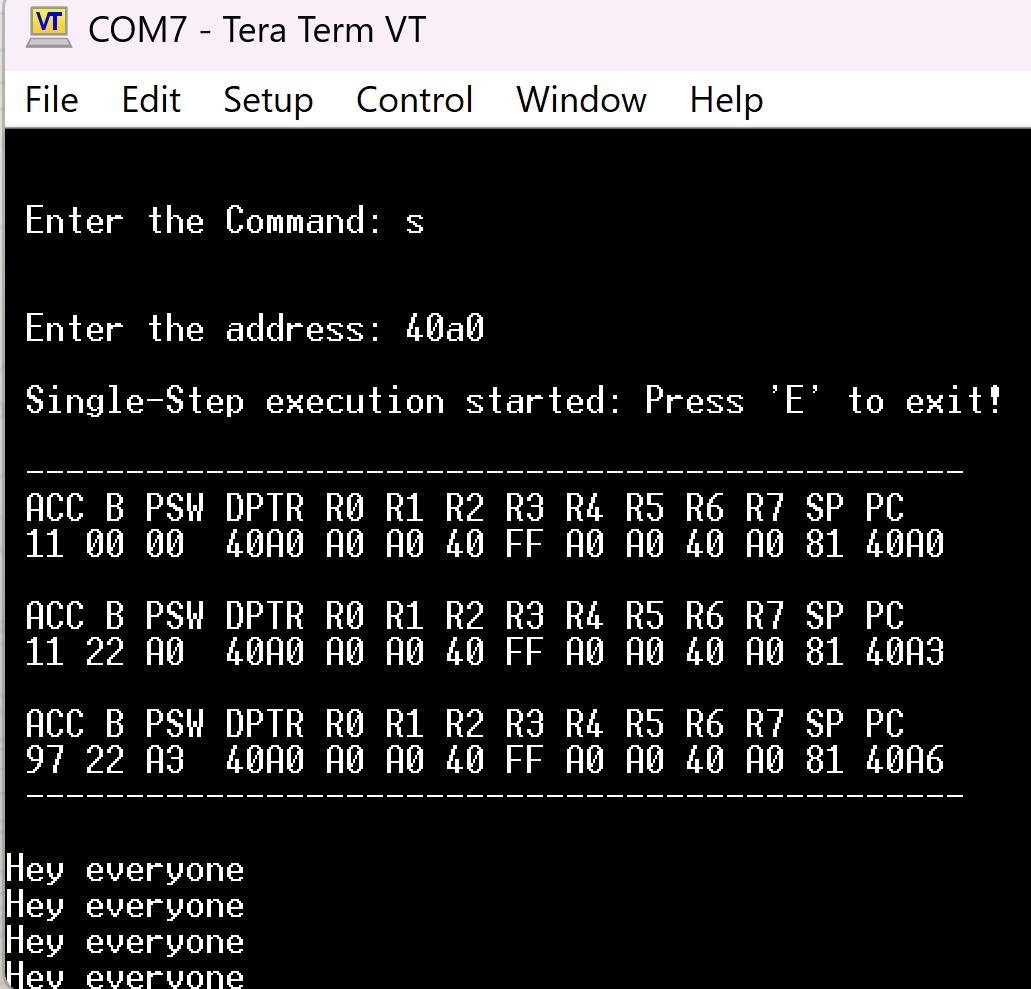 VT COM7 - Tera Term VT
File Edit Setup Control Window Help
Enter the Command: s
Enter the address: 40a0
Single-Step execution started: Press 'E' to exit!
-----------------------------------------------
ACC B PSW DPTR R0 R1 R2 R3 R4 R5 R6 R7 SP PC
11 00 00 40A0 A0 A0 40 FF A0 A0 40 A0 81 40A0
ACC B PSW DPTR R0 R1 R2 R3 R4 R5 R6 R7 SP PC
11 22 A0 40A0 A0 A0 40 FF A0 A0 40 A0 81 40A3
ACC B PSW DPTR R0 R1 R2 R3 R4 R5 R6 R7 SP PC
97 22 A3 40A0 A0 A0 40 FF A0 A0 40 A0 81 40A6
-----------------------------------------------
Hey everyone
Hey everyone
Hey everyone
Hey everyone